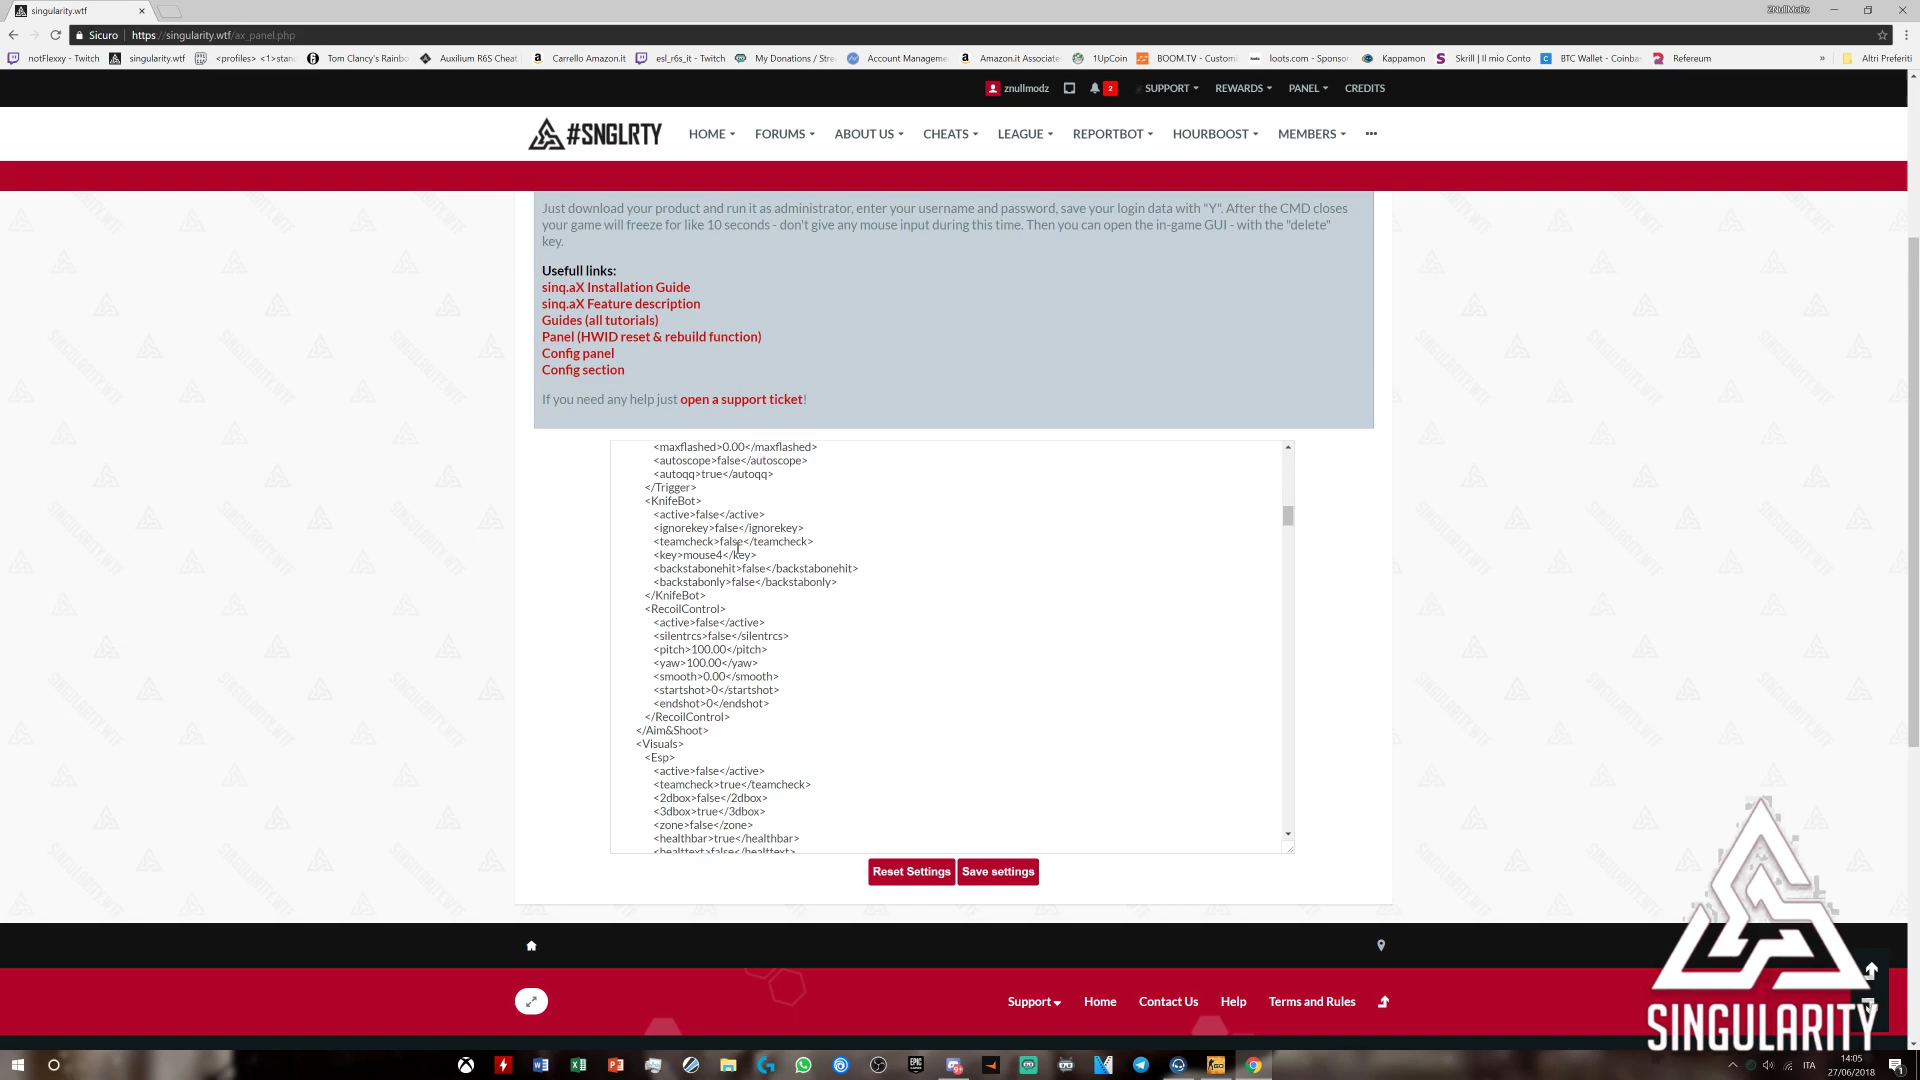 singularity.wtf
ZNullModz
Sicuro https://singularity.wtf/ax_panel.php
notFlexxy - Twitch singularity.wtf <profiles> <1>stan Tom Clancy's Rainbo Auxilium R6S Cheat Carrello Amazon.it esl_r6s_it - Twitch My Donations / Stre Account Manageme Amazon.it Associate 1UpCoin BOOM.TV - Custom loots.com - Sponsor Kappamon Skrill | Il mio Conto BTC Wallet - Coinba Refereum » Altri Preferiti
znullmodz 2 SUPPORT REWARDS PANEL CREDITS
#SNGLRTY HOME FORUMS ABOUT US CHEATS LEAGUE REPORTBOT HOURBOOST MEMBERS •••
Just download your product and run it as administrator, enter your username and password, save your login data with "Y". After the CMD closes
your game will freeze for like 10 seconds - don't give any mouse input during this time. Then you can open the in-game GUI - with the "delete"
key.
Usefull links:
sinq.aX Installation Guide
sinq.aX Feature description
Guides (all tutorials)
Panel (HWID reset & rebuild function)
Config panel
Config section
If you need any help just open a support ticket!
<maxflashed>0.00</maxflashed>
<autoscope>false</autoscope>
<autoqq>true</autoqq>
</Trigger>
<KnifeBot>
<active>false</active>
<ignorekey>false</ignorekey>
<teamcheck>false</teamcheck>
<key>mouse4</key>
<backstabonehit>false</backstabonehit>
<backstabonly>false</backstabonly>
</KnifeBot>
<RecoilControl>
<active>false</active>
<silentrcs>false</silentrcs>
<pitch>100.00</pitch>
<yaw>100.00</yaw>
<smooth>0.00</smooth>
<startshot>0</startshot>
<endshot>0</endshot>
</RecoilControl>
</Aim&Shoot>
<Visuals>
<Esp>
<active>false</active>
<teamcheck>true</teamcheck>
<2dbox>false</2dbox>
<3dbox>true</3dbox>
<zone>false</zone>
<healthbar>true</healthbar>
<healttext>false</healttext>
Reset Settings Save settings
Support Home Contact Us Help Terms and Rules
SINGULARITY
ITA
14:05
27/06/2018